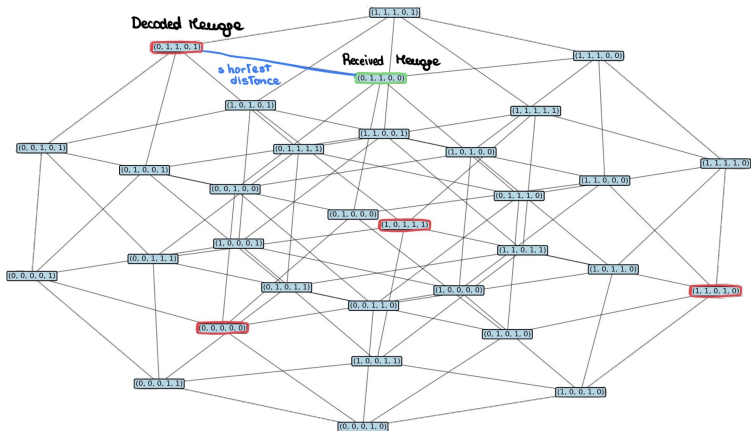 (1, 1, 1, 0, 1)
Decoded Message
(0, 1, 1, 0, 1)
Received Message
(1, 1, 1, 0, 0)
shortest
distance
(0, 1, 1, 0, 0)
(1, 0, 1, 0, 1)
(1, 1, 1, 1, 1)
(1, 1, 0, 0, 1)
(0, 0, 1, 0, 1)
(0, 1, 1, 1, 1)
(1, 0, 1, 0, 0)
(1, 1, 1, 1, 0)
(0, 1, 0, 0, 1)
(1, 1, 0, 0, 0)
(0, 0, 1, 0, 0)
(0, 1, 1, 1, 0)
(0, 1, 0, 0, 0)
(1, 0, 1, 1, 1)
(1, 0, 0, 0, 1)
(1, 1, 0, 1, 1)
(0, 0, 1, 1, 1)
(1, 0, 1, 1, 0)
(0, 0, 0, 0, 1)
(0, 1, 0, 1, 1)
(1, 0, 0, 0, 0)
(1, 1, 0, 1, 0)
(0, 0, 1, 1, 0)
(0, 0, 0, 0, 0)
(0, 1, 0, 1, 0)
(1, 0, 0, 1, 1)
(0, 0, 0, 1, 1)
(1, 0, 0, 1, 0)
(0, 0, 0, 1, 0)